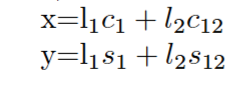 x=l₁c₁ + l₂c₁₂
y=l₁s₁ + l₂s₁₂